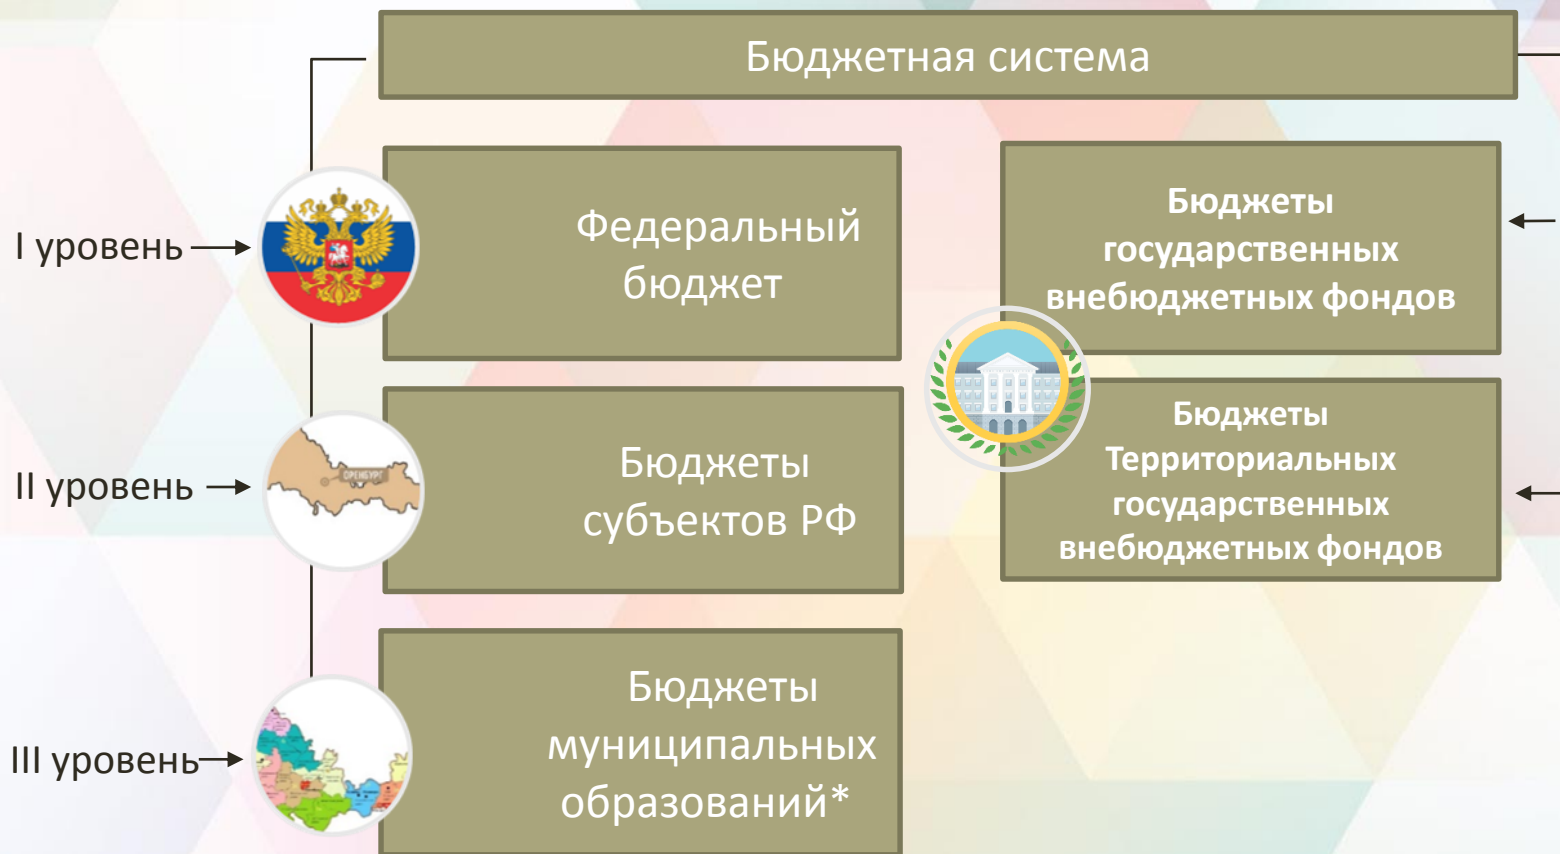 Бюджетная система
I уровень
Федеральный
бюджет
Бюджеты
государственных
внебюджетных фондов
II уровень
ОРЕНБУРГ
Бюджеты
субъектов РФ
Бюджеты
Территориальных
государственных
внебюджетных фондов
III уровень
Бюджеты
муниципальных
образований*